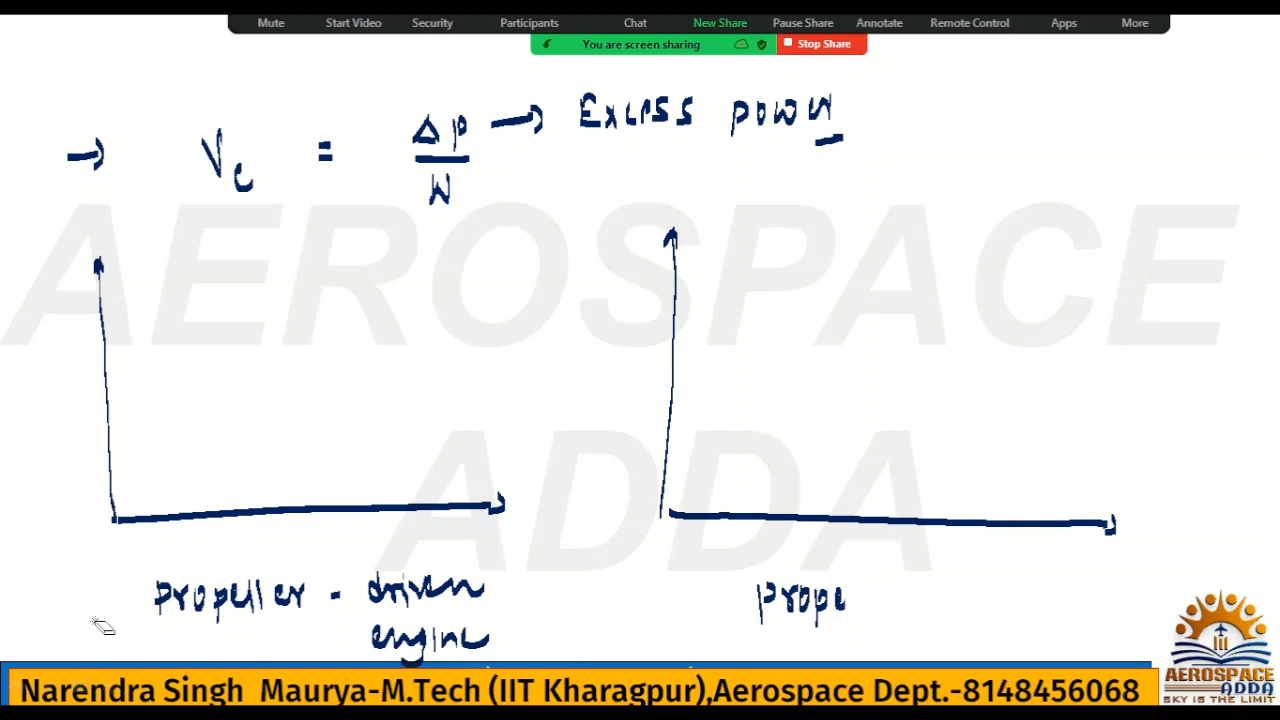 Mute Start Video Security Participants Chat New Share Pause Share Annotate Remote Control Apps More
You are screen sharing Stop Share
→ Vc = ΔP/W → Excess power
AEROSPACE
ADDA
propeller - driven
engine
prope
Narendra Singh Maurya-M.Tech (IIT Kharagpur),Aerospace Dept.-8148456068
AEROSPACE
ADDA
SKY IS THE LIMIT